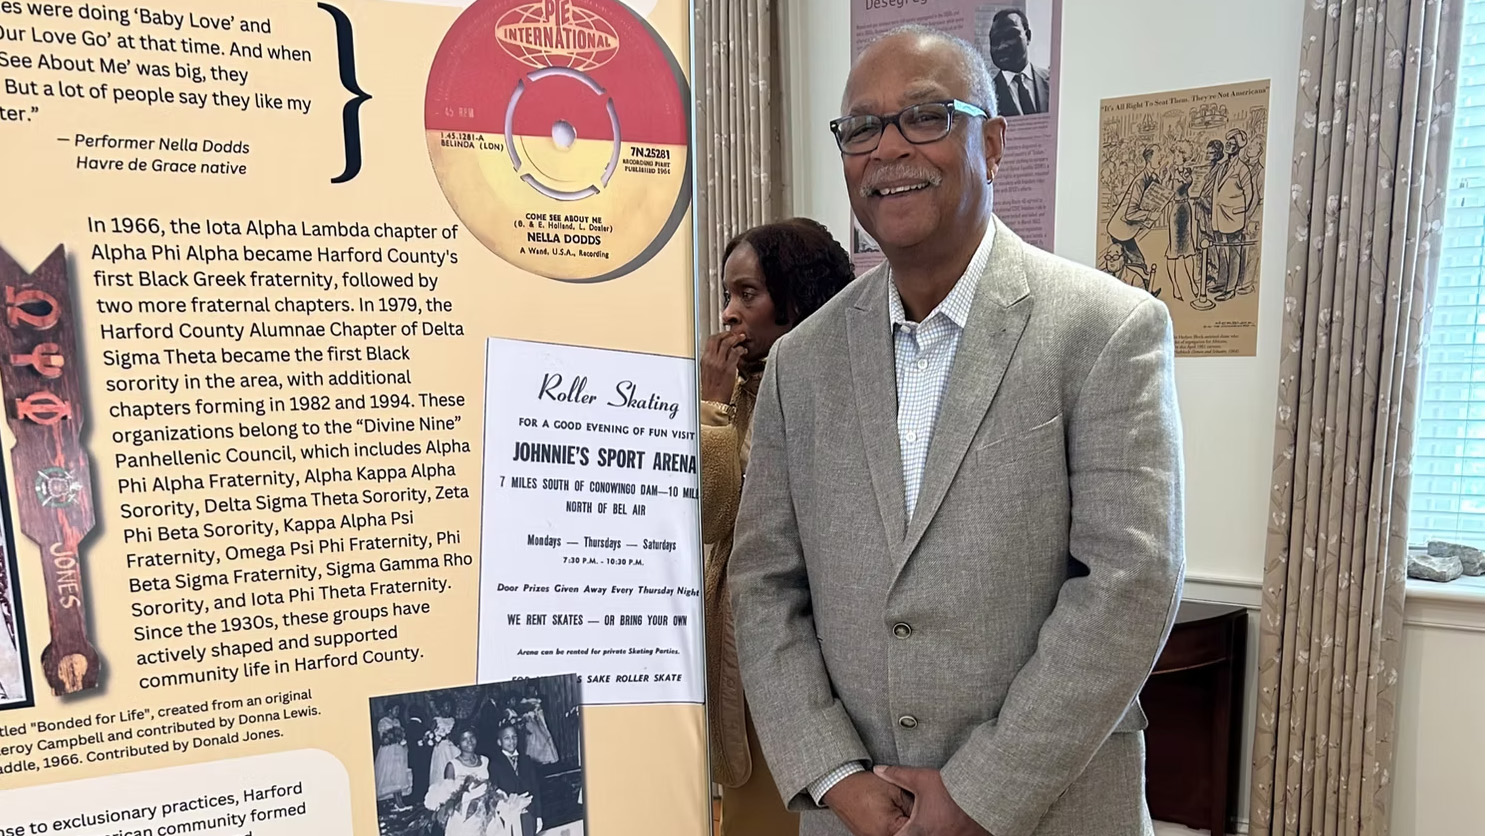 es were doing ‘Baby Love’ and
our Love Go’ at that time. And when
See About Me’ was big, they
But a lot of people say they like my
ter.”
— Performer Nella Dodds
Havre de Grace native
PYE
INTERNATIONAL
45 RPM
1.45.1281-A
BELINDA (LON)
7N.25281
RECORDING FIRST
PUBLISHED 1964
COME SEE ABOUT ME
(B. & E. Holland, L. Dozier)
NELLA DODDS
A Wand, U.S.A., Recording
In 1966, the Iota Alpha Lambda chapter of
Alpha Phi Alpha became Harford County's
first Black Greek fraternity, followed by
two more fraternal chapters. In 1979, the
Harford County Alumnae Chapter of Delta
Sigma Theta became the first Black
sorority in the area, with additional
chapters forming in 1982 and 1994. These
organizations belong to the “Divine Nine”
Panhellenic Council, which includes Alpha
Phi Alpha Fraternity, Alpha Kappa Alpha
Sorority, Delta Sigma Theta Sorority, Zeta
Phi Beta Sorority, Kappa Alpha Psi
Fraternity, Omega Psi Phi Fraternity, Phi
Beta Sigma Fraternity, Sigma Gamma Rho
Sorority, and Iota Phi Theta Fraternity.
Since the 1930s, these groups have
actively shaped and supported
community life in Harford County.
ΩΨΦ
JONES
Roller Skating
FOR A GOOD EVENING OF FUN VISIT
JOHNNIE'S SPORT ARENA
7 MILES SOUTH OF CONOWINGO DAM—10 MIL
NORTH OF BEL AIR
Mondays — Thursdays — Saturdays
7:30 P.M. - 10:30 P.M.
Door Prizes Given Away Every Thursday Night
WE RENT SKATES — OR BRING YOUR OWN
Arena can be rented for private Skating Parties.
SAKE ROLLER SKATE
tled "Bonded for Life", created from an original
eroy Campbell and contributed by Donna Lewis.
addle, 1966. Contributed by Donald Jones.
nse to exclusionary practices, Harford
rican community formed
Desegreg
"It's All Right To Seat Them. They're Not Americans"